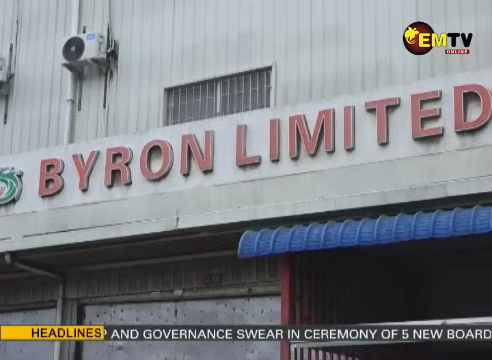 EMTV
ONLINE
BYRON LIMITED
HEADLINES P AND GOVERNANCE SWEAR IN CEREMONY OF 5 NEW BOARD